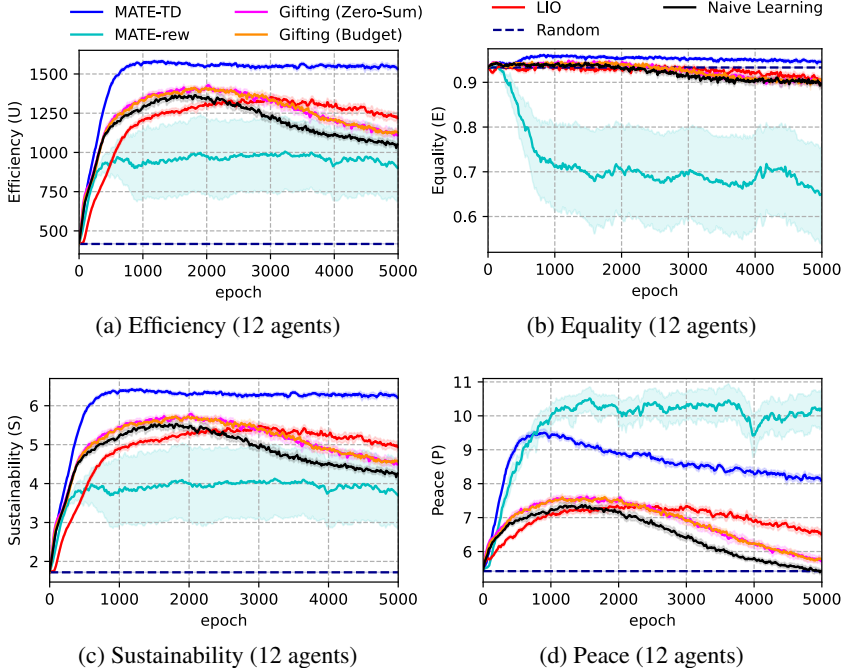 MATE-TD Gifting (Zero-Sum) LIO Naive Learning
MATE-rew Gifting (Budget) Random
1500
1250
1000
750
500
Efficiency (U)
0 1000 2000 3000 4000 5000
epoch
(a) Efficiency (12 agents)
0.9
0.8
0.7
0.6
Equality (E)
0 1000 2000 3000 4000 5000
epoch
(b) Equality (12 agents)
6
5
4
3
2
Sustainability (S)
0 1000 2000 3000 4000 5000
epoch
(c) Sustainability (12 agents)
11
10
9
8
7
6
Peace (P)
0 1000 2000 3000 4000 5000
epoch
(d) Peace (12 agents)